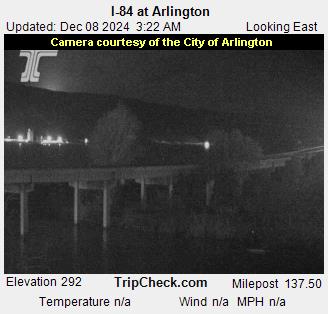 I-84 at Arlington
Updated: Dec 08 2024 3:22 AM Looking East
Camera courtesy of the City of Arlington
Elevation 292 TripCheck.com Milepost 137.50
Temperature n/a Wind n/a MPH n/a